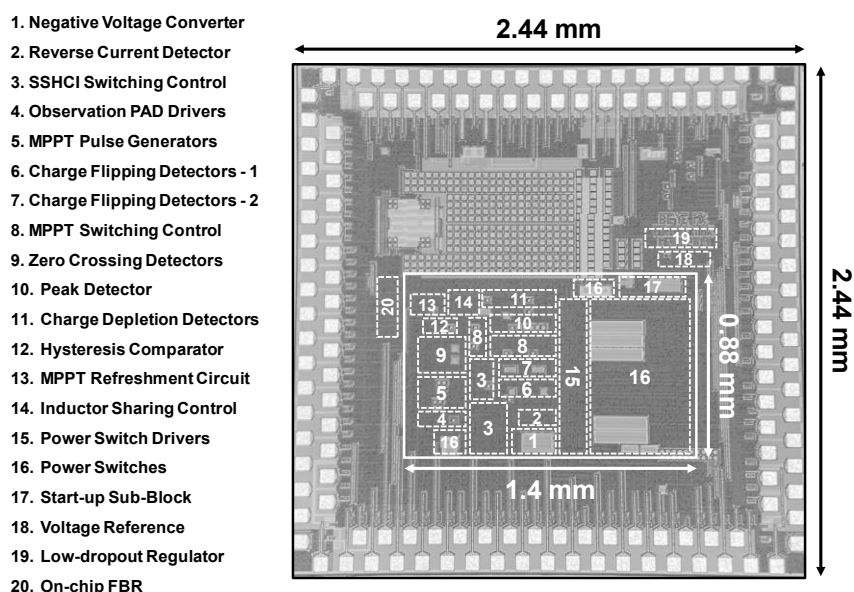 1. Negative Voltage Converter
2. Reverse Current Detector
3. SSHCI Switching Control
4. Observation PAD Drivers
5. MPPT Pulse Generators
6. Charge Flipping Detectors - 1
7. Charge Flipping Detectors - 2
8. MPPT Switching Control
9. Zero Crossing Detectors
10. Peak Detector
11. Charge Depletion Detectors
12. Hysteresis Comparator
13. MPPT Refreshment Circuit
14. Inductor Sharing Control
15. Power Switch Drivers
16. Power Switches
17. Start-up Sub-Block
18. Voltage Reference
19. Low-dropout Regulator
20. On-chip FBR
2.44 mm
2.44 mm
19
18
20
16
17
13
14
11
12
8
10
9
8
7
3
5
6
15
16
4
3
2
16
1
0.88 mm
1.4 mm